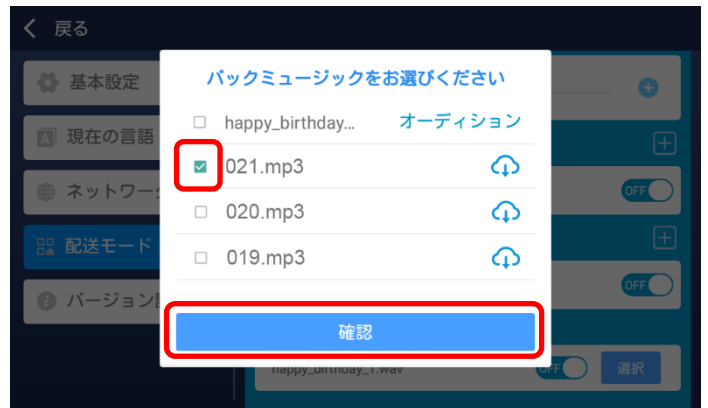 戻る
基本設定
現在の言語
ネットワーク
配送モード
バージョン
バックミュージックをお選びください
happy_birthday... オーディション
021.mp3
020.mp3
019.mp3
確認
OFF
OFF
happy_birthday_1.wav OFF 選択